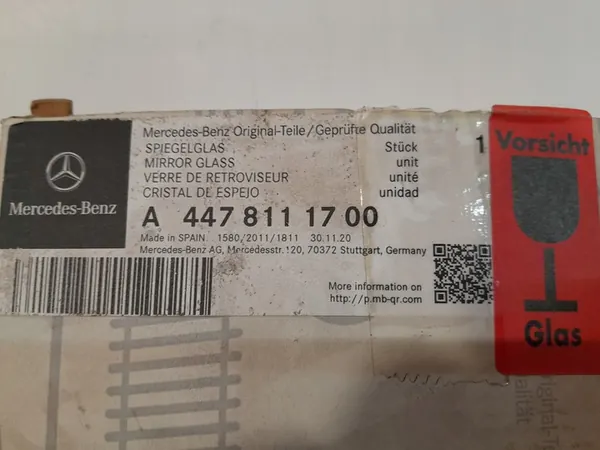 Mercedes-Benz Original-Teile/Geprüfte Qualität
SPIEGELGLAS
MIRROR GLASS
VERRE DE RETROVISEUR
CRISTAL DE ESPEJO
Stück 1
unit
unité
unidad
Mercedes-Benz
A 447 811 17 00
Made in SPAIN 1580/2011/1811 30.11.20
Mercedes-Benz AG, Mercedesstr.120, 70372 Stuttgart, Germany
More information on
http://p.mb-qr.com
Vorsicht
Glas